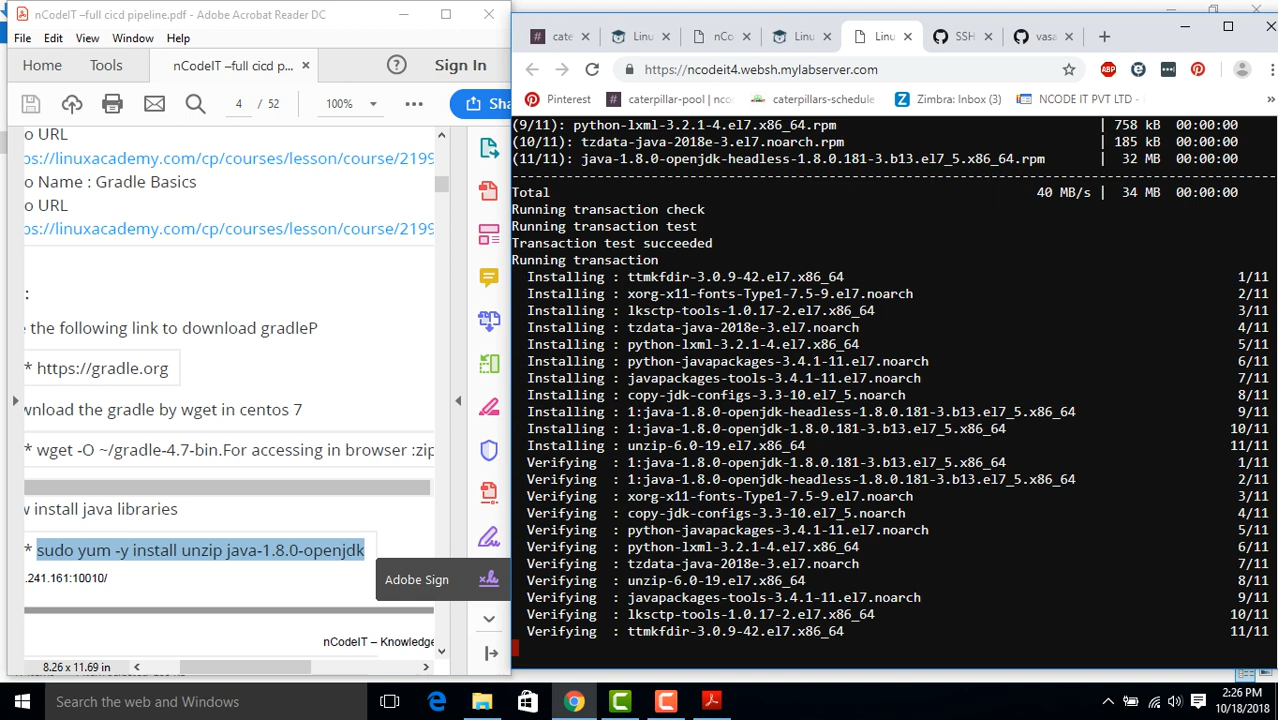 nCodeIT –full cicd pipeline.pdf - Adobe Acrobat Reader DC
File Edit View Window Help
Home Tools nCodeIT –full cicd p... Sign In
4 / 52 100% Sha
o URL
ps://linuxacademy.com/cp/courses/lesson/course/2199
o Name : Gradle Basics
o URL
ps://linuxacademy.com/cp/courses/lesson/course/2199
:
e the following link to download gradleP
* https://gradle.org
wnload the gradle by wget in centos 7
* wget -O ~/gradle-4.7-bin.For accessing in browser :zip
w install java libraries
* sudo yum -y install unzip java-1.8.0-openjdk
.241.161:10010/
Adobe Sign
nCodeIT – Knowledge
8.26 x 11.69 in
# cate Linu nCo Linu Linu SSH vasa
https://ncodeit4.websh.mylabserver.com
ABP
Pinterest # caterpillar-pool | nco caterpillars-schedule Zimbra: Inbox (3) NCODE IT PVT LTD - »
(9/11): python-lxml-3.2.1-4.el7.x86_64.rpm | 758 kB 00:00:00
(10/11): tzdata-java-2018e-3.el7.noarch.rpm | 185 kB 00:00:00
(11/11): java-1.8.0-openjdk-headless-1.8.0.181-3.b13.el7_5.x86_64.rpm | 32 MB 00:00:00
--------------------------------------------------------------------------------
Total 40 MB/s | 34 MB 00:00:00
Running transaction check
Running transaction test
Transaction test succeeded
Running transaction
Installing : ttmkfdir-3.0.9-42.el7.x86_64 1/11
Installing : xorg-x11-fonts-Type1-7.5-9.el7.noarch 2/11
Installing : lksctp-tools-1.0.17-2.el7.x86_64 3/11
Installing : tzdata-java-2018e-3.el7.noarch 4/11
Installing : python-lxml-3.2.1-4.el7.x86_64 5/11
Installing : python-javapackages-3.4.1-11.el7.noarch 6/11
Installing : javapackages-tools-3.4.1-11.el7.noarch 7/11
Installing : copy-jdk-configs-3.3-10.el7_5.noarch 8/11
Installing : 1:java-1.8.0-openjdk-headless-1.8.0.181-3.b13.el7_5.x86_64 9/11
Installing : 1:java-1.8.0-openjdk-1.8.0.181-3.b13.el7_5.x86_64 10/11
Installing : unzip-6.0-19.el7.x86_64 11/11
Verifying : 1:java-1.8.0-openjdk-1.8.0.181-3.b13.el7_5.x86_64 1/11
Verifying : 1:java-1.8.0-openjdk-headless-1.8.0.181-3.b13.el7_5.x86_64 2/11
Verifying : xorg-x11-fonts-Type1-7.5-9.el7.noarch 3/11
Verifying : copy-jdk-configs-3.3-10.el7_5.noarch 4/11
Verifying : python-javapackages-3.4.1-11.el7.noarch 5/11
Verifying : python-lxml-3.2.1-4.el7.x86_64 6/11
Verifying : tzdata-java-2018e-3.el7.noarch 7/11
Verifying : unzip-6.0-19.el7.x86_64 8/11
Verifying : javapackages-tools-3.4.1-11.el7.noarch 9/11
Verifying : lksctp-tools-1.0.17-2.el7.x86_64 10/11
Verifying : ttmkfdir-3.0.9-42.el7.x86_64 11/11
Search the web and Windows
2:26 PM
10/18/2018